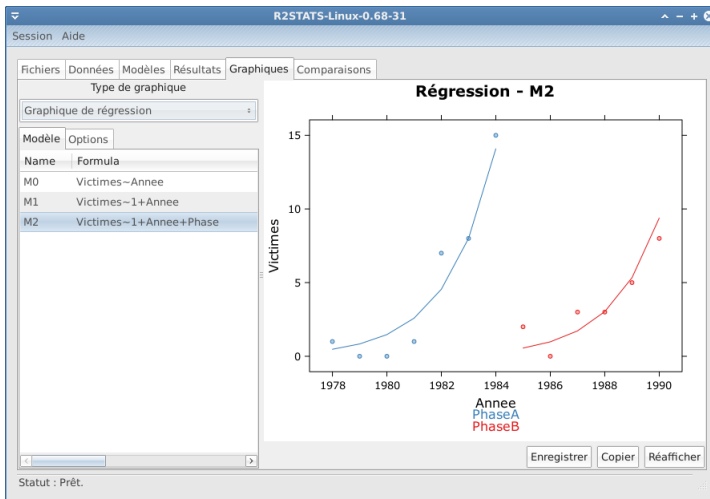 R2STATS-Linux-0.68-31
Session Aide
Fichiers Données Modèles Résultats Graphiques Comparaisons
Type de graphique
Graphique de régression
Modèle Options
Name Formula
M0 Victimes~Annee
M1 Victimes~1+Annee
M2 Victimes~1+Annee+Phase
Régression - M2
Victimes
15
10
5
0
1978 1980 1982 1984 1986 1988 1990
Annee
PhaseA
PhaseB
Enregistrer Copier Réafficher
Statut : Prêt.